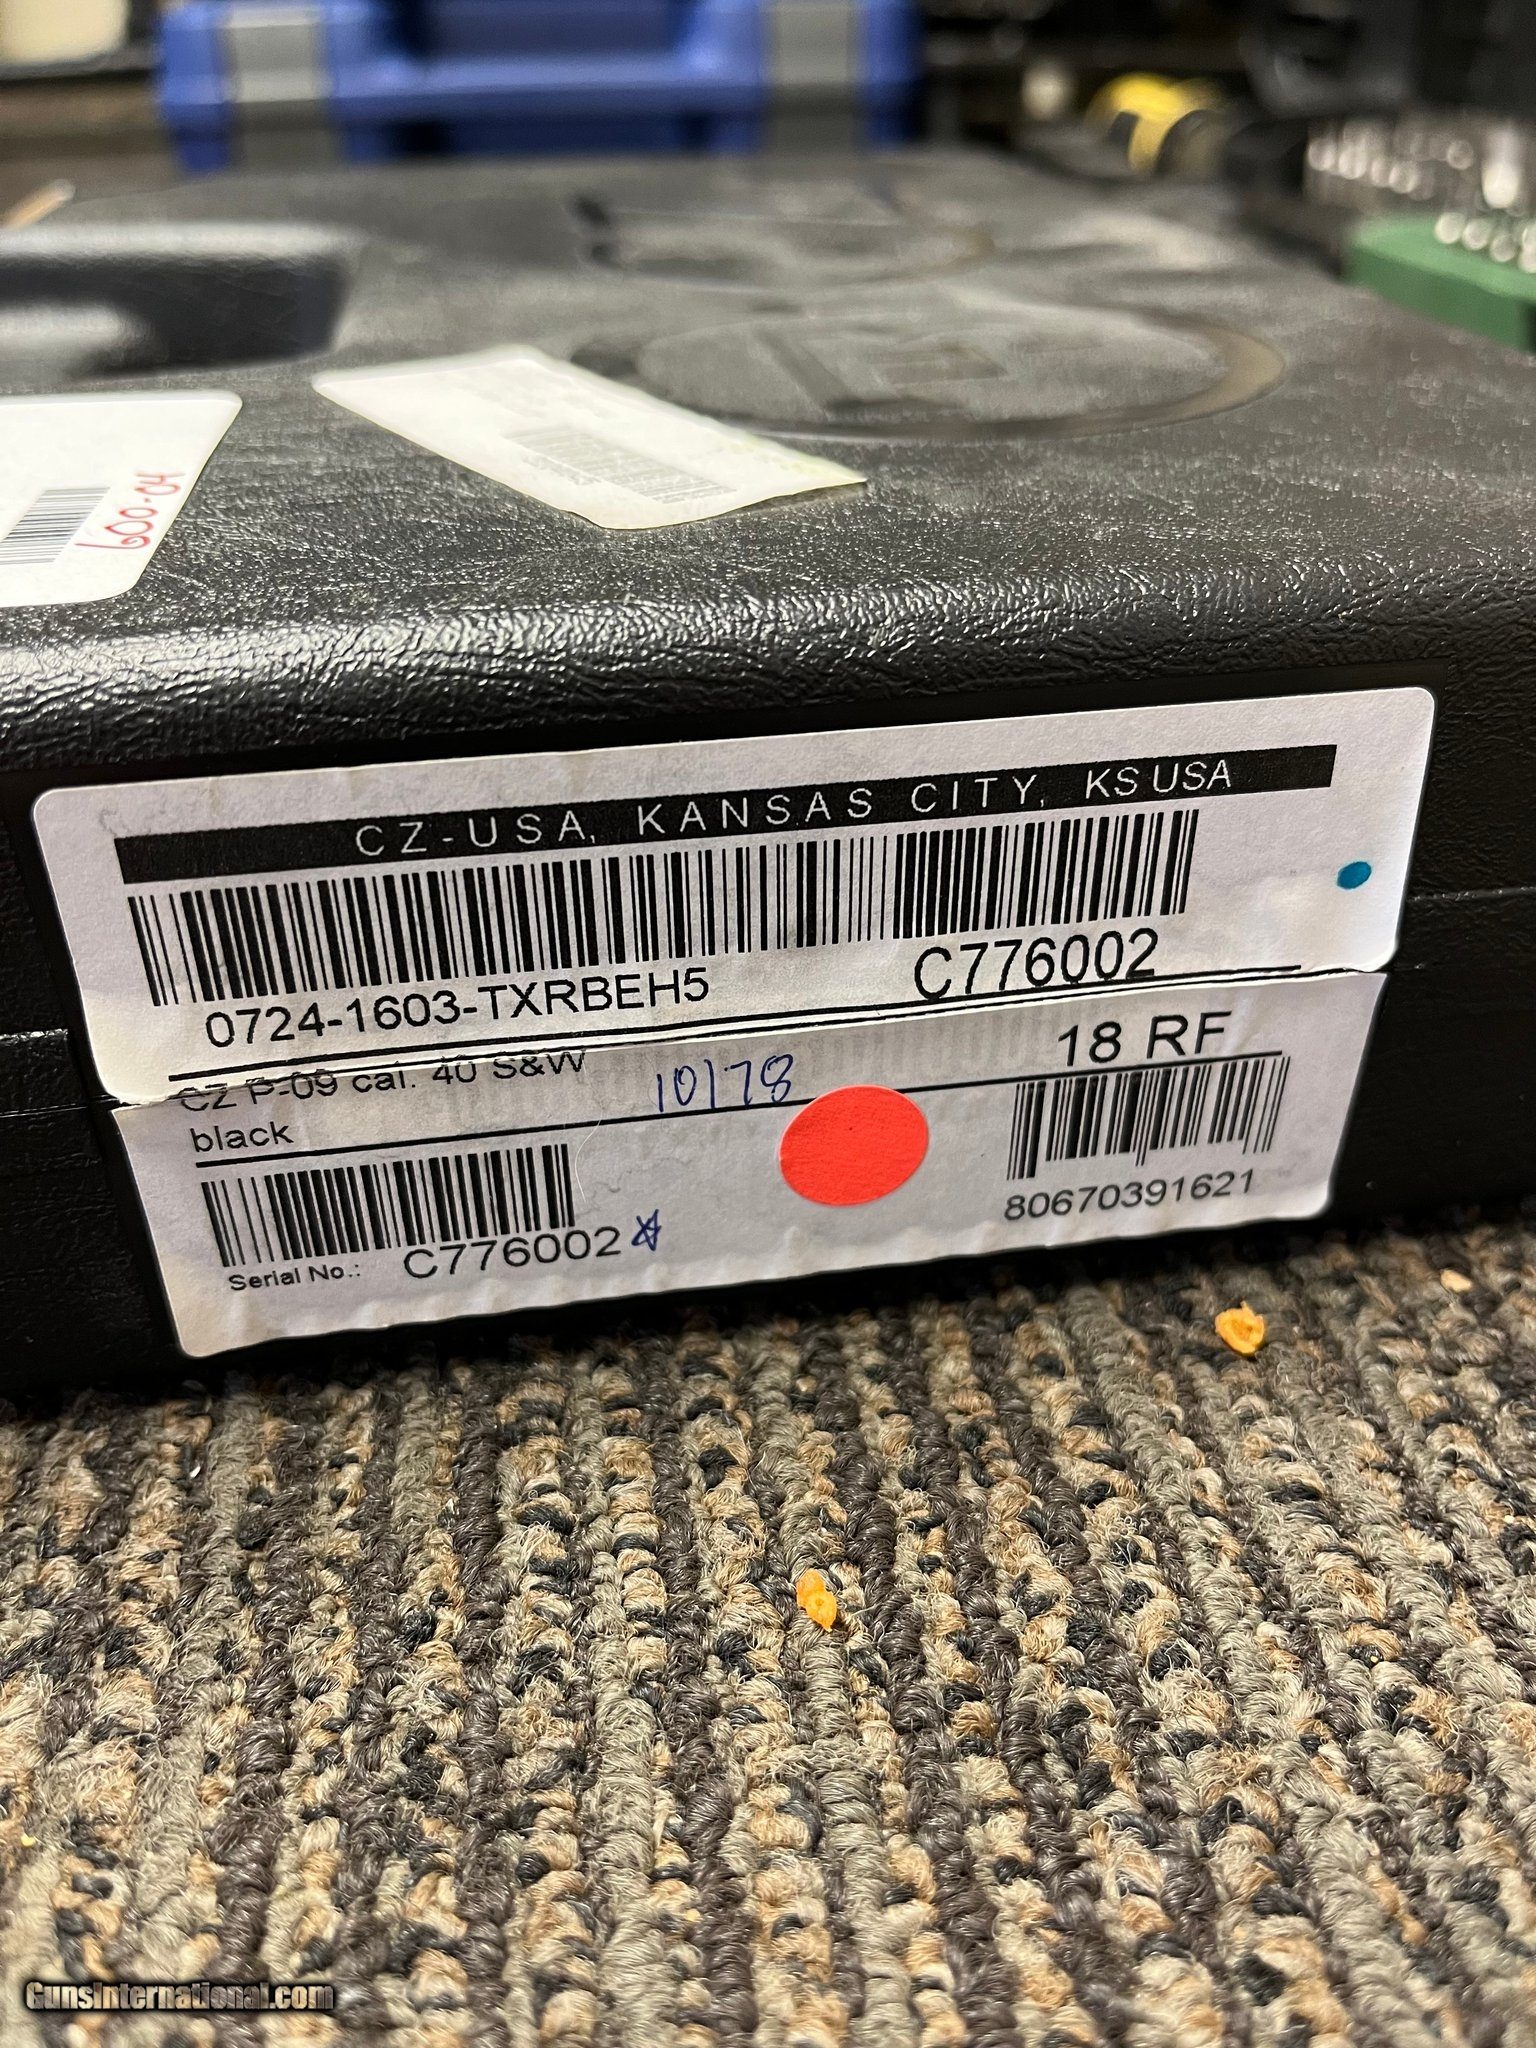 600-04
CZ-USA, KANSAS CITY, KS USA
0724-1603-TXRBEH5
C776002
CZ P-09 cal. 40 S&W
10178
18 RF
black
Serial No.: C776002
80670391621
GunsInternational.com